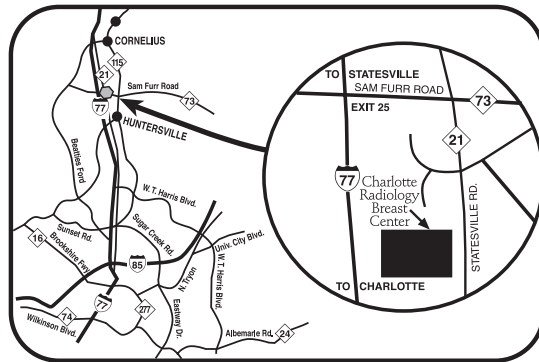 CORNELIUS
115
21
Sam Furr Road
73
77
HUNTERSVILLE
Beatties Ford
W.T. Harris Blvd.
Sugar Creek Rd.
Sunset Rd.
16
Brookshire Fwy.
Univ. City Blvd.
N. Tryon
W.T. Harris Blvd.
85
77
277
74
Wilkinson Blvd.
Eastway Dr.
Albemarle Rd.
24
TO STATESVILLE
SAM FURR ROAD
73
EXIT 25
21
77
Charlotte
Radiology
Breast
Center
STATESVILLE RD.
TO CHARLOTTE